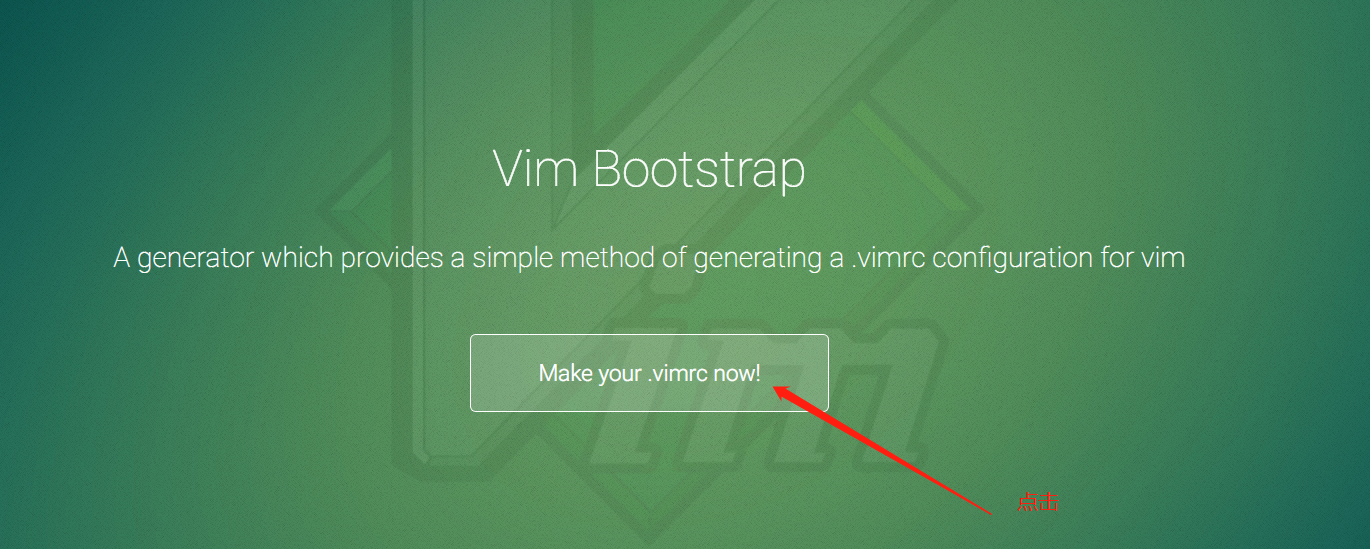 Vim Bootstrap
A generator which provides a simple method of generating a .vimrc configuration for vim
Make your .vimrc now!
点击